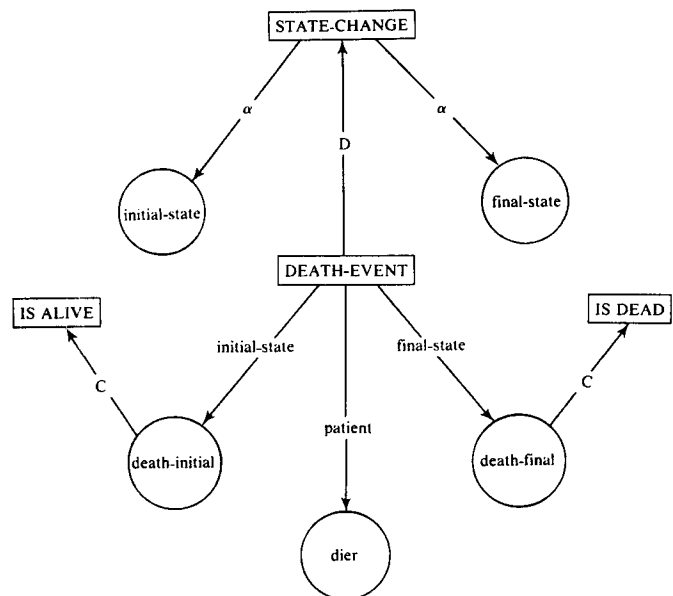 STATE-CHANGE
α
α
D
initial-state
final-state
DEATH-EVENT
IS ALIVE
IS DEAD
initial-state
final-state
C
C
patient
death-initial
death-final
dier